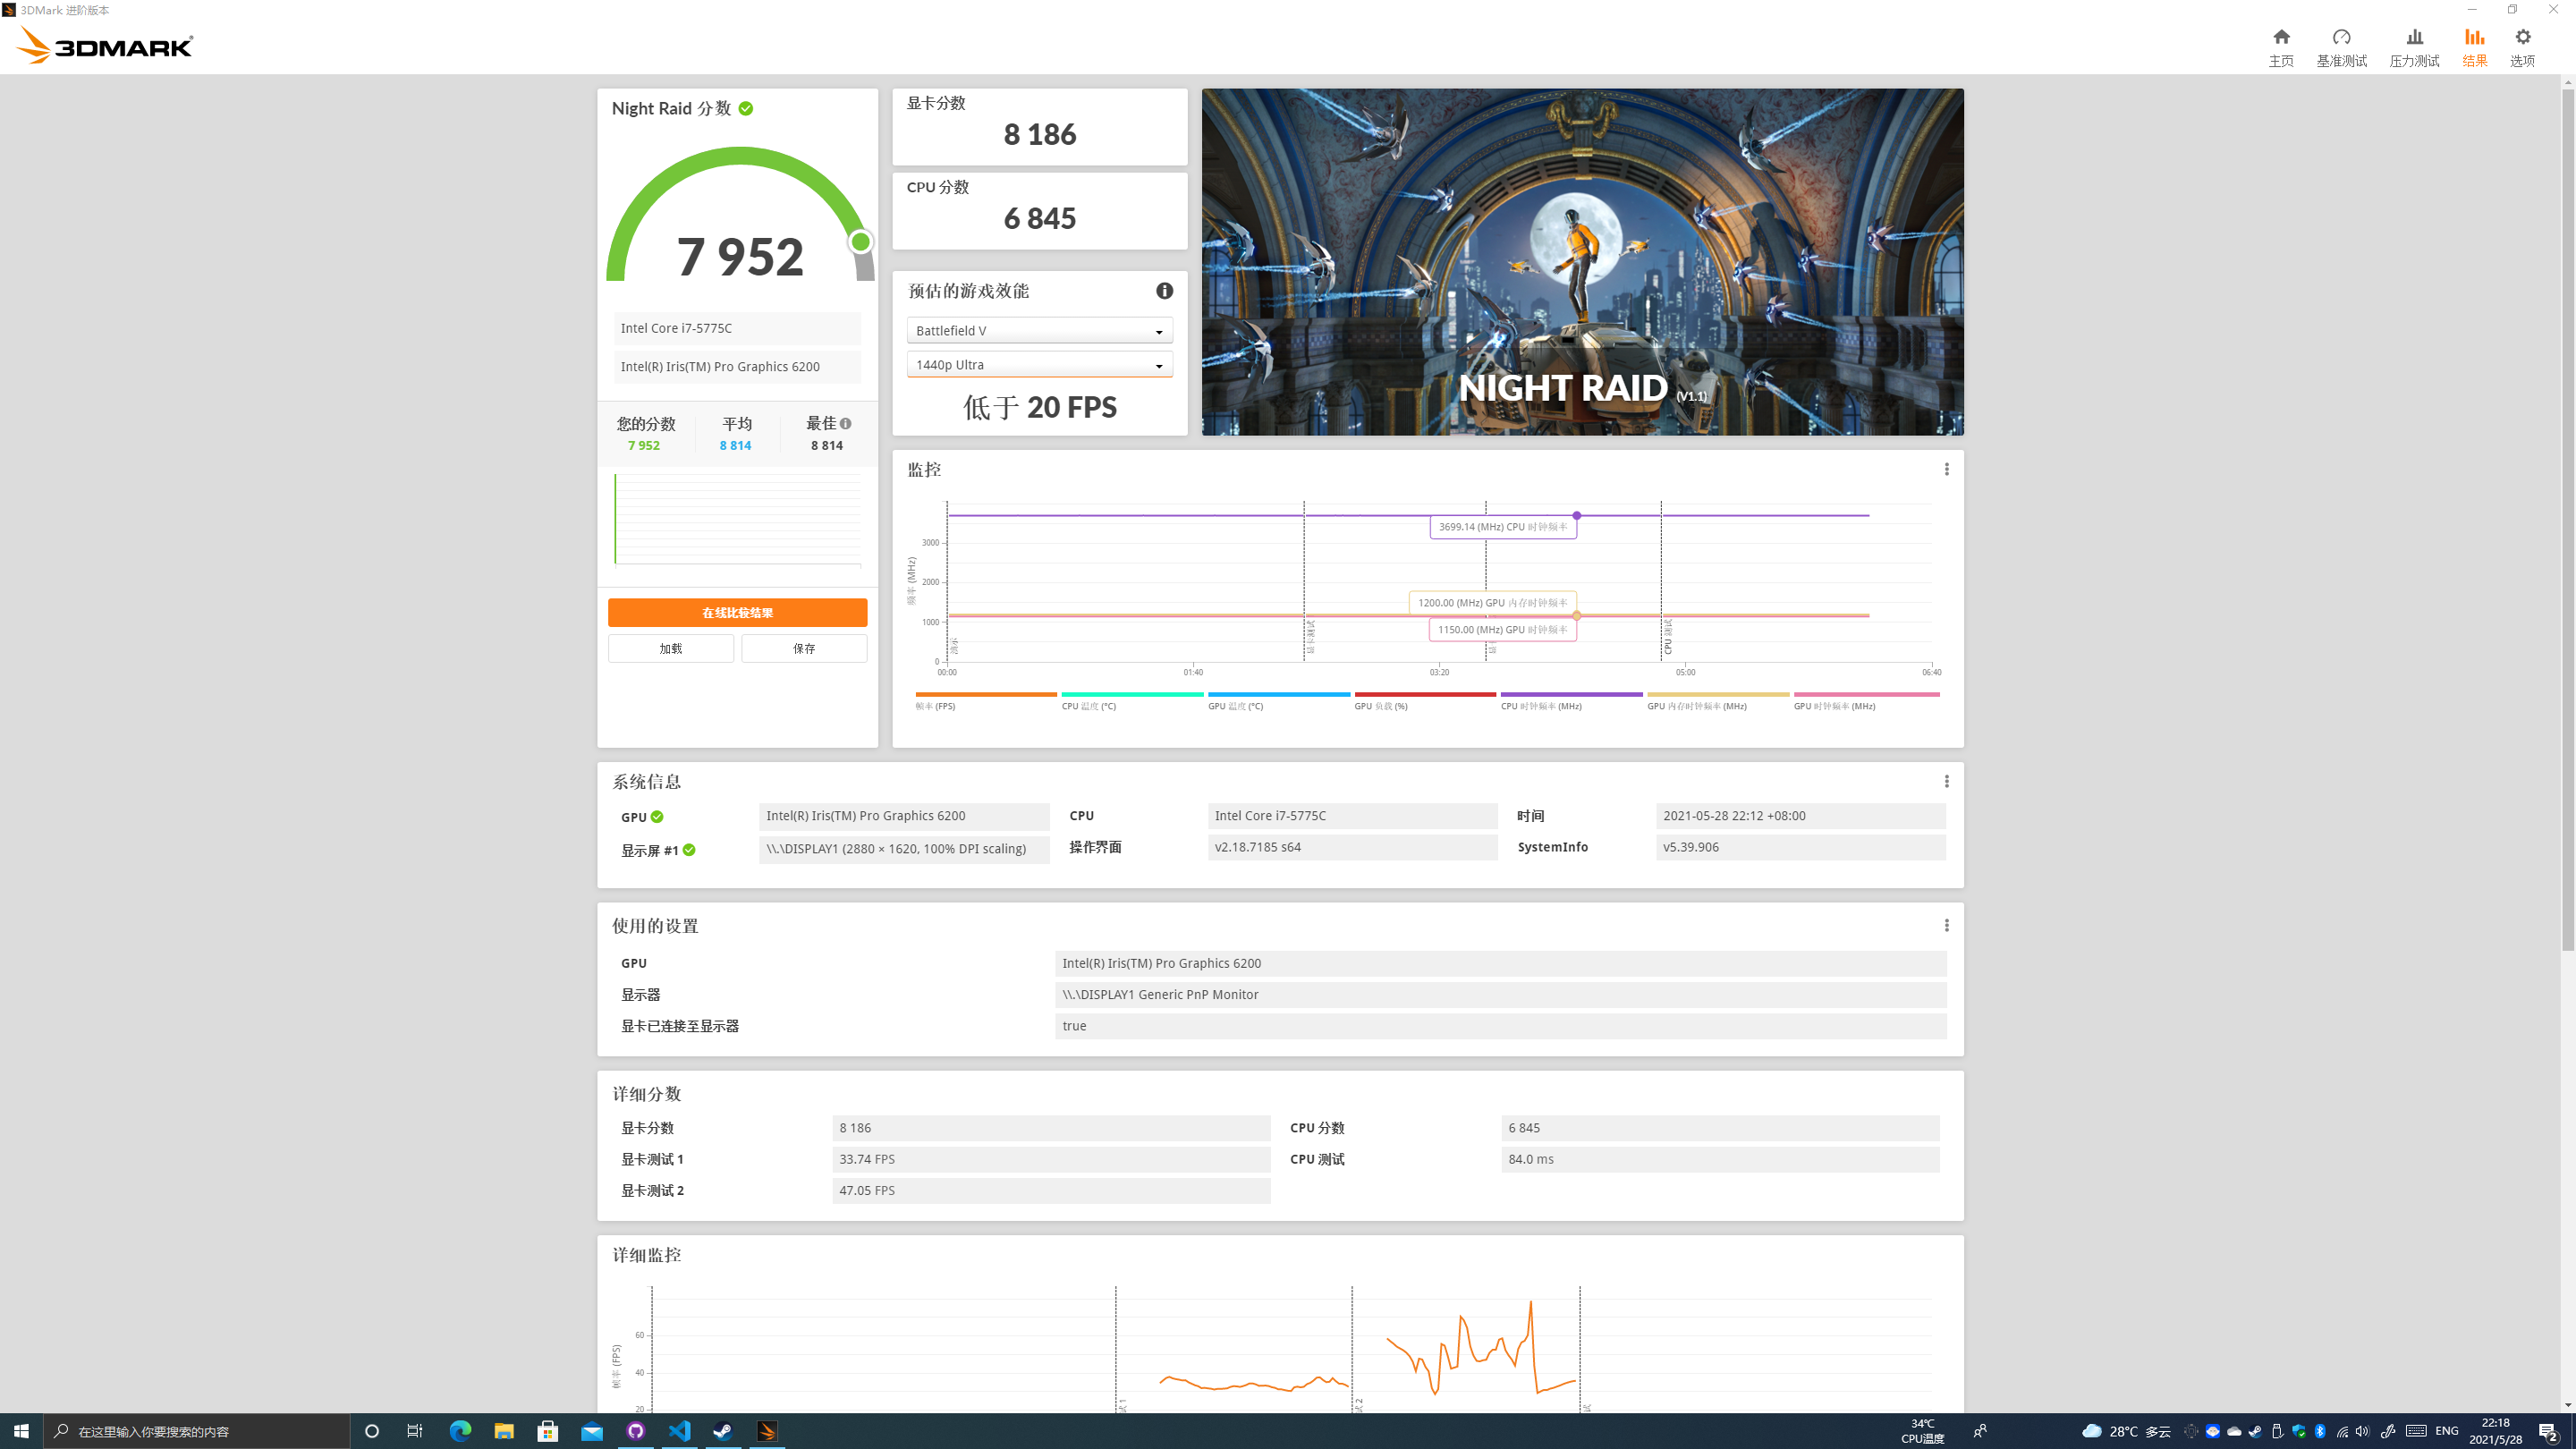 3DMark 进阶版本
3DMARK
主页
基准测试
压力测试
结果
选项
Night Raid 分数
7 952
Intel Core i7-5775C
Intel(R) Iris(TM) Pro Graphics 6200
您的分数
7 952
平均
8 814
最佳
8 814
在线比较结果
加载
保存
显卡分数
8 186
CPU 分数
6 845
预估的游戏效能
Battlefield V
1440p Ultra
低于 20 FPS
NIGHT RAID (V1.1)
监控
频率 (MHz)
3000
2000
1000
0
3699.14 (MHz) CPU 时钟频率
1200.00 (MHz) GPU 内存时钟频率
1150.00 (MHz) GPU 时钟频率
演示
显卡测试
CPU 测试
00:00
01:40
03:20
05:00
06:40
帧率 (FPS)
CPU 温度 (°C)
GPU 温度 (°C)
GPU 负载 (%)
CPU 时钟频率 (MHz)
GPU 内存时钟频率 (MHz)
GPU 时钟频率 (MHz)
系统信息
GPU
Intel(R) Iris(TM) Pro Graphics 6200
CPU
Intel Core i7-5775C
时间
2021-05-28 22:12 +08:00
显示屏 #1
\\.\DISPLAY1 (2880 × 1620, 100% DPI scaling)
操作界面
v2.18.7185 s64
SystemInfo
v5.39.906
使用的设置
GPU
Intel(R) Iris(TM) Pro Graphics 6200
显示器
\\.\DISPLAY1 Generic PnP Monitor
显卡已连接至显示器
true
详细分数
显卡分数
8 186
CPU 分数
6 845
显卡测试 1
33.74 FPS
CPU 测试
84.0 ms
显卡测试 2
47.05 FPS
详细监控
帧率 (FPS)
60
40
20
试 1
试 2
试
在这里输入你要搜索的内容
34℃
CPU温度
28°C 多云
ENG
22:18
2021/5/28
2